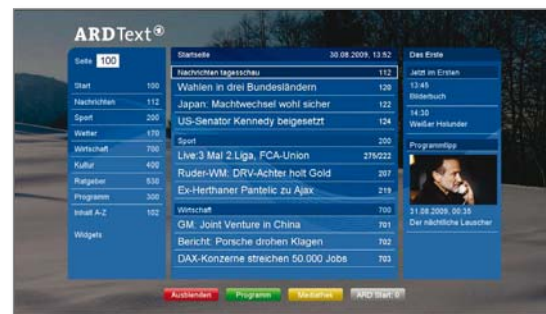 ARDText
Seite 100
Start 100
Nachrichten 112
Sport 200
Wetter 170
Wirtschaft 700
Kultur 400
Ratgeber 530
Programm 300
Inhalt A-Z 102
Widgets
Startseite 30.08.2009, 13:52
Nachrichten tagesschau 112
Wahlen in drei Bundesländern 120
Japan: Machtwechsel wohl sicher 122
US-Senator Kennedy beigesetzt 124
Sport 200
Live:3 Mal 2.Liga, FCA-Union 275/222
Ruder-WM: DRV-Achter holt Gold 207
Ex-Herthaner Pantelic zu Ajax 219
Wirtschaft 700
GM: Joint Venture in China 701
Bericht: Porsche drohen Klagen 702
DAX-Konzerne streichen 50.000 Jobs 703
Das Erste
Jetzt im Ersten
13:45
Bilderbuch
14:30
Weißer Holunder
Programmtipp
31.08.2009, 00:35
Der nächtliche Lauscher
Ausblenden Programm Mediathek ARD Start: 0